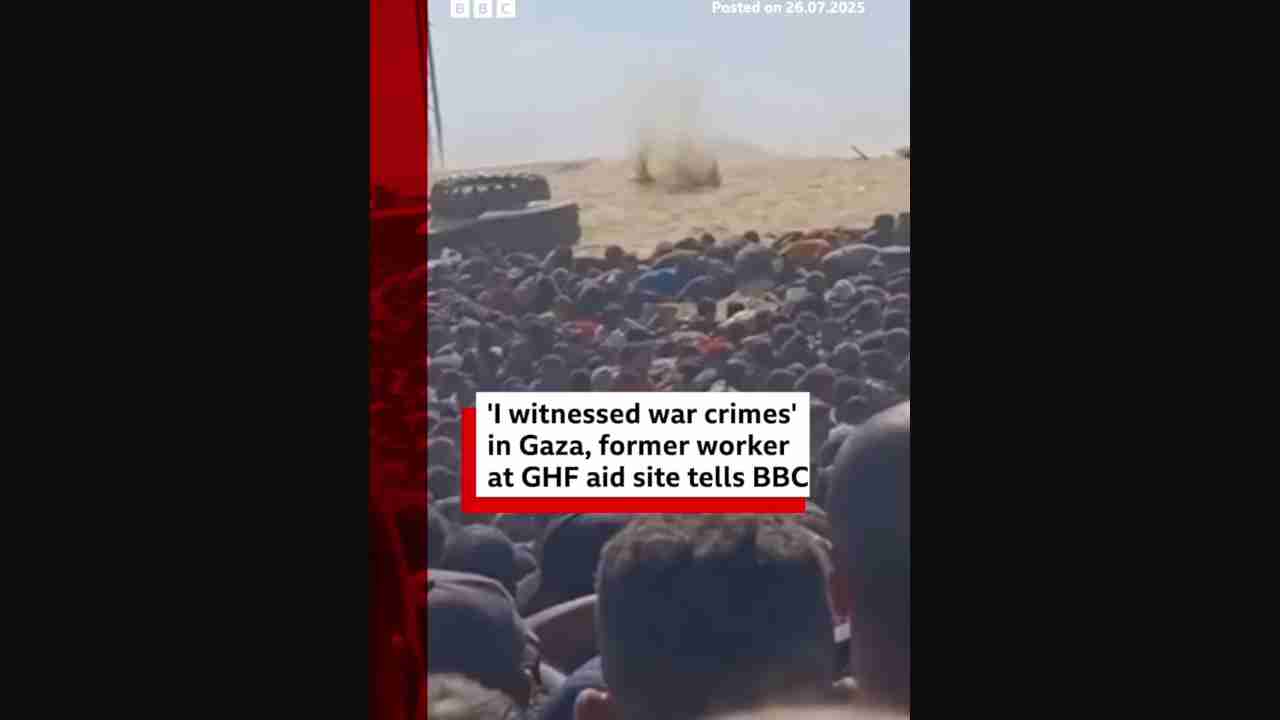 BBC
Posted on 26.07.2025
'I witnessed war crimes'
in Gaza, former worker
at GHF aid site tells BBC